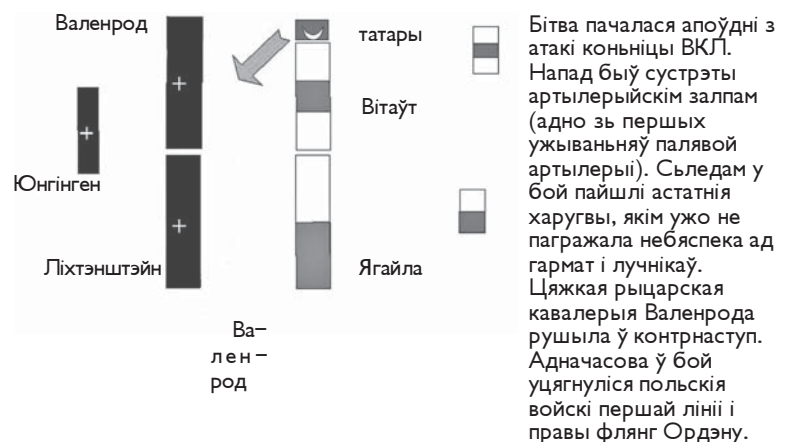 Валенрод
татары
Вітаўт
Юнгінген
Ліхтэнштэйн
Ягайла
Ва–
лен –
род
Бітва пачалася апоўдні з
атакі коньніцы ВКЛ.
Напад быў сустрэты
артылерыйскім залпам
(адно зь першых
ужываньняў палявой
артылерыі). Сьледам у
бой пайшлі астатнія
харугвы, якім ужо не
пагражала небяспека ад
гармат і лучнікаў.
Цяжкая рыцарская
кавалерыя Валенрода
рушыла ў контрнаступ.
Адначасова ў бой
уцягнуліся польскія
войскі першай лініі і
правы флянг Ордэну.